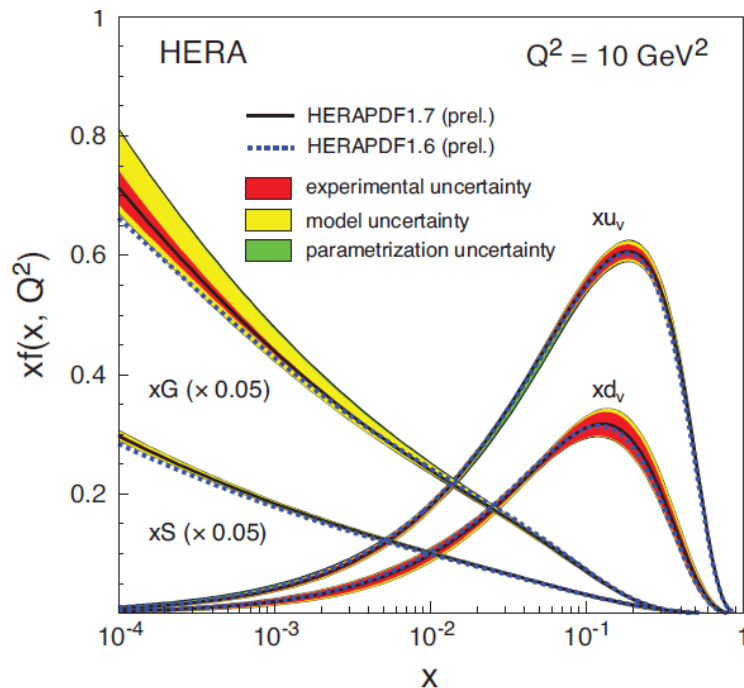 HERA
Q² = 10 GeV²
HERAPDF1.7 (prel.)
HERAPDF1.6 (prel.)
experimental uncertainty
model uncertainty
parametrization uncertainty
xuᵥ
xdᵥ
xG (× 0.05)
xS (× 0.05)
xf(x, Q²)
1
0.8
0.6
0.4
0.2
10⁻⁴
10⁻³
10⁻²
10⁻¹
1
x